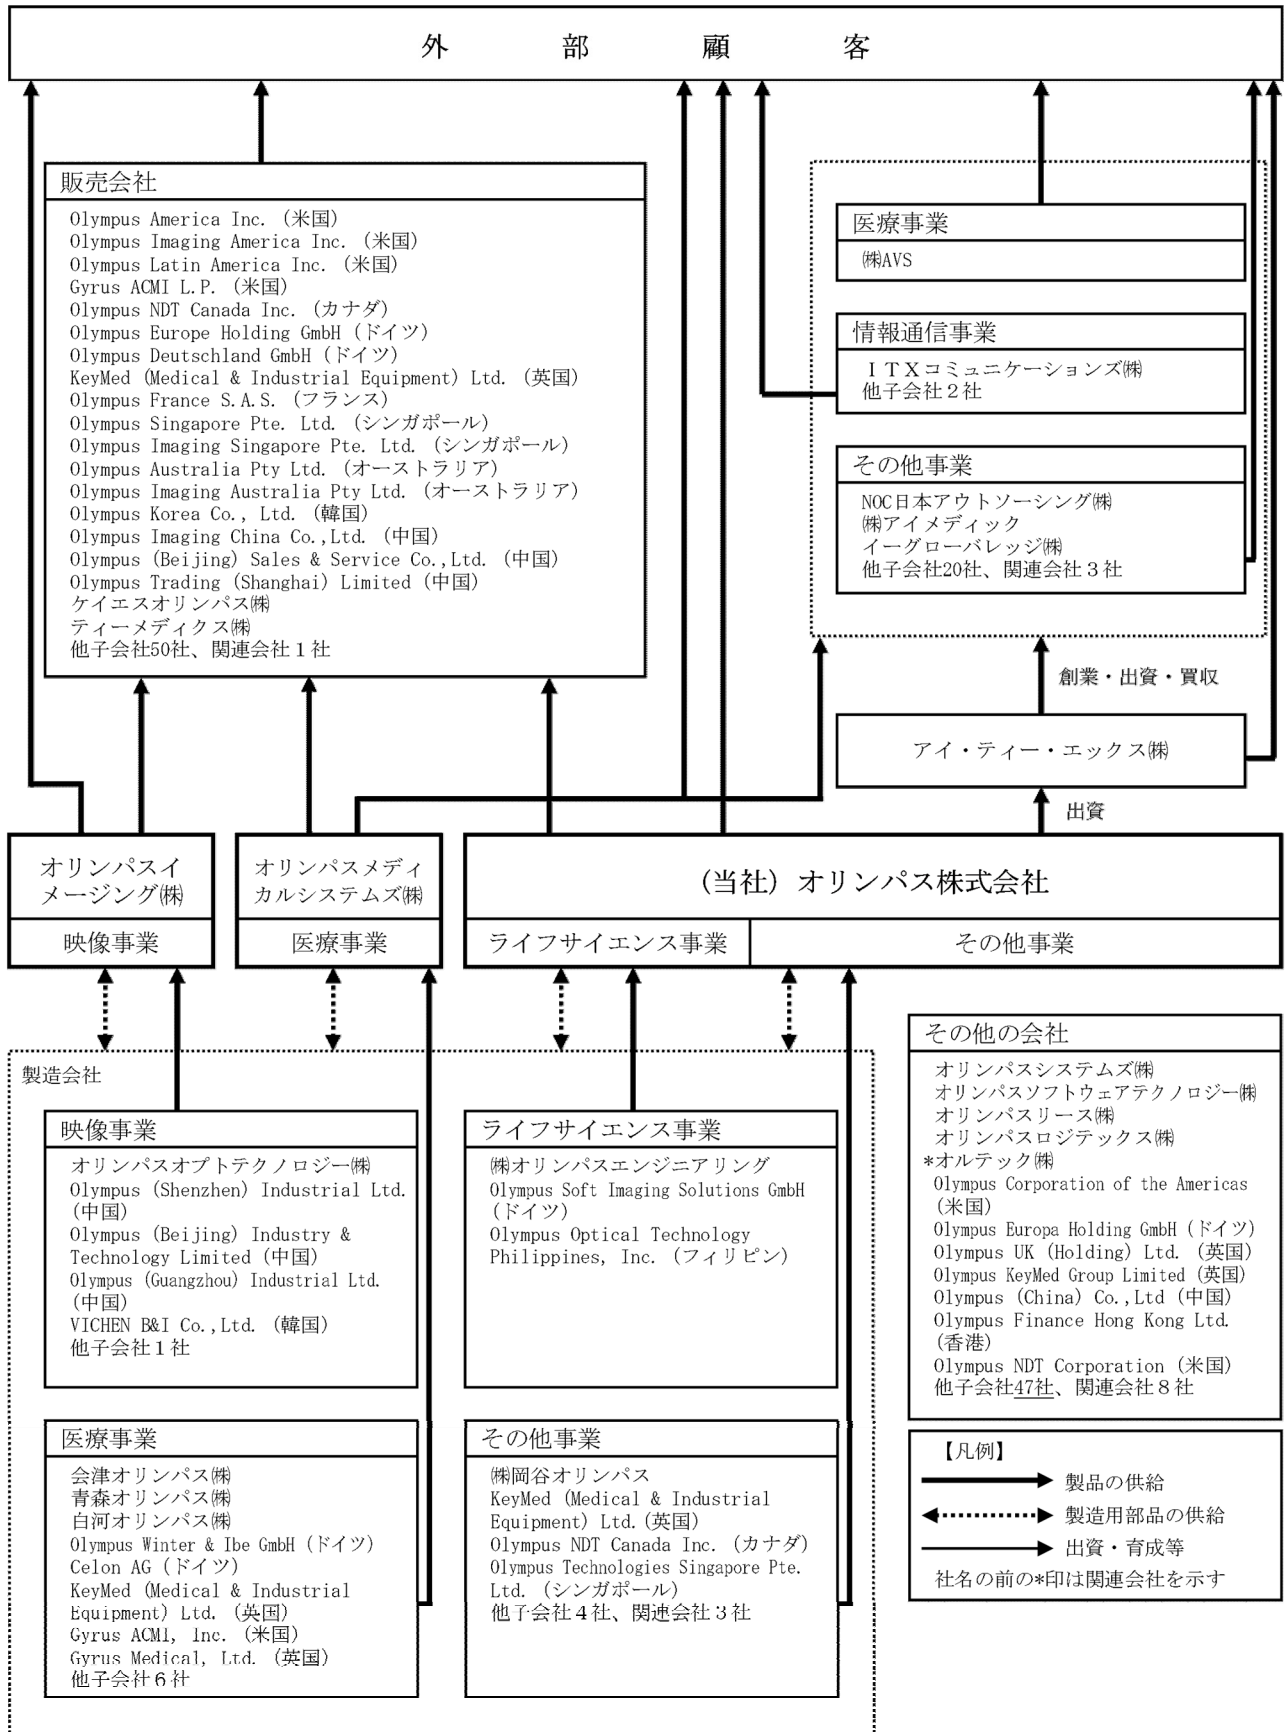 外部顧客
販売会社
Olympus America Inc. (米国)
Olympus Imaging America Inc. (米国)
Olympus Latin America Inc. (米国)
Gyrus ACMI L.P. (米国)
Olympus NDT Canada Inc. (カナダ)
Olympus Europe Holding GmbH (ドイツ)
Olympus Deutschland GmbH (ドイツ)
KeyMed (Medical & Industrial Equipment) Ltd. (英国)
Olympus France S.A.S. (フランス)
Olympus Singapore Pte. Ltd. (シンガポール)
Olympus Imaging Singapore Pte. Ltd. (シンガポール)
Olympus Australia Pty Ltd. (オーストラリア)
Olympus Imaging Australia Pty Ltd. (オーストラリア)
Olympus Korea Co., Ltd. (韓国)
Olympus Imaging China Co.,Ltd. (中国)
Olympus (Beijing) Sales & Service Co.,Ltd. (中国)
Olympus Trading (Shanghai) Limited (中国)
ケイエスオリンパス㈱
ティーメディクス㈱
他子会社50社、関連会社1社
医療事業
㈱AVS
情報通信事業
ITXコミュニケーションズ㈱
他子会社2社
その他事業
NOC日本アウトソーシング㈱
㈱アイメディック
イーグローバレッジ㈱
他子会社20社、関連会社3社
創業・出資・買収
アイ・ティー・エックス㈱
出資
オリンパスイ
メージング㈱
映像事業
オリンパスメディ
カルシステムズ㈱
医療事業
(当社) オリンパス株式会社
ライフサイエンス事業
その他事業
製造会社
映像事業
オリンパスオプトテクノロジー㈱
Olympus (Shenzhen) Industrial Ltd.
(中国)
Olympus (Beijing) Industry &
Technology Limited (中国)
Olympus (Guangzhou) Industrial Ltd.
(中国)
VICHEN B&I Co.,Ltd. (韓国)
他子会社1社
ライフサイエンス事業
㈱オリンパスエンジニアリング
Olympus Soft Imaging Solutions GmbH
(ドイツ)
Olympus Optical Technology
Philippines, Inc. (フィリピン)
医療事業
会津オリンパス㈱
青森オリンパス㈱
白河オリンパス㈱
Olympus Winter & Ibe GmbH (ドイツ)
Celon AG (ドイツ)
KeyMed (Medical & Industrial
Equipment) Ltd. (英国)
Gyrus ACMI, Inc. (米国)
Gyrus Medical, Ltd. (英国)
他子会社6社
その他事業
㈱岡谷オリンパス
KeyMed (Medical & Industrial
Equipment) Ltd.(英国)
Olympus NDT Canada Inc. (カナダ)
Olympus Technologies Singapore Pte.
Ltd. (シンガポール)
他子会社4社、関連会社3社
その他の会社
オリンパスシステムズ㈱
オリンパスソフトウェアテクノロジー㈱
オリンパスリース㈱
オリンパスロジテックス㈱
*オルテック㈱
Olympus Corporation of the Americas
(米国)
Olympus Europa Holding GmbH (ドイツ)
Olympus UK (Holding) Ltd. (英国)
Olympus KeyMed Group Limited (英国)
Olympus (China) Co.,Ltd (中国)
Olympus Finance Hong Kong Ltd.
(香港)
Olympus NDT Corporation (米国)
他子会社47社、関連会社8社
【凡例】
製品の供給
製造用部品の供給
出資・育成等
社名の前の*印は関連会社を示す